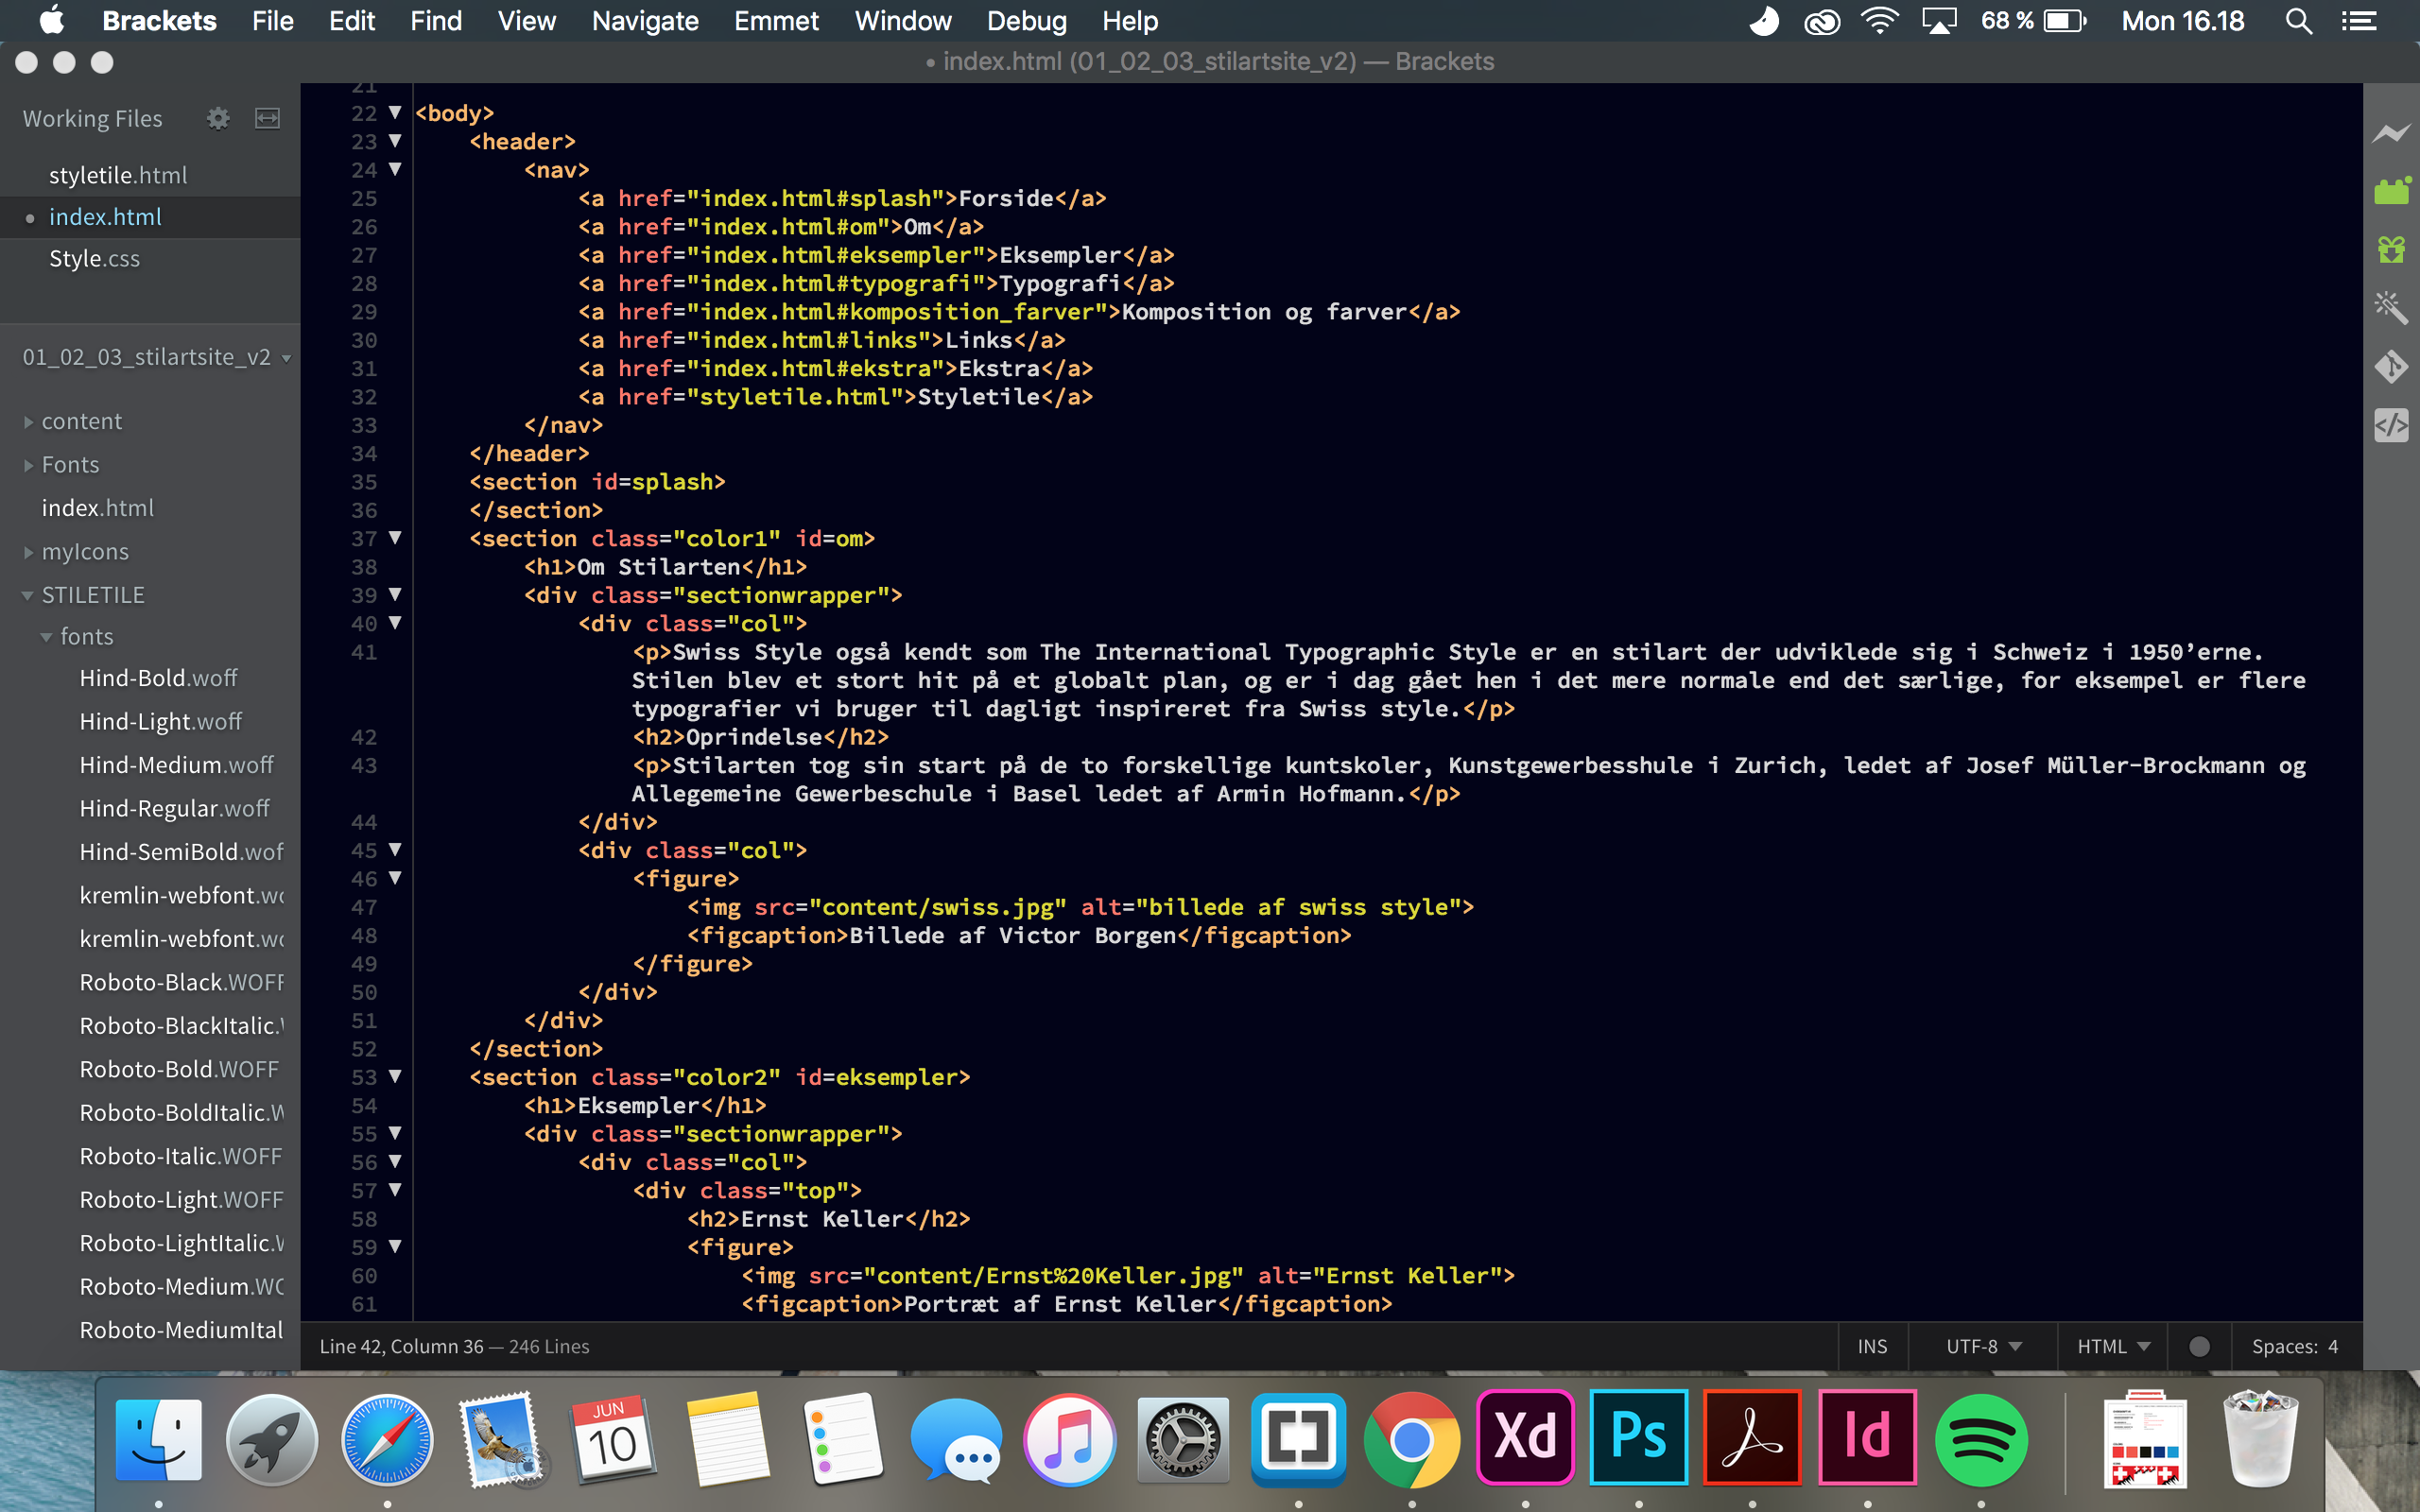 Brackets File Edit Find View Navigate Emmet Window Debug Help 68 % Mon 16.18
• index.html (01_02_03_stilartsite_v2) — Brackets
Working Files
styletile.html
• index.html
Style.css
01_02_03_stilartsite_v2
content
Fonts
index.html
myIcons
STILETILE
fonts
Hind-Bold.woff
Hind-Light.woff
Hind-Medium.woff
Hind-Regular.woff
Hind-SemiBold.wof
kremlin-webfont.wo
kremlin-webfont.wo
Roboto-Black.WOFF
Roboto-BlackItalic.
Roboto-Bold.WOFF
Roboto-BoldItalic.W
Roboto-Italic.WOFF
Roboto-Light.WOFF
Roboto-LightItalic.W
Roboto-Medium.WO
Roboto-MediumItal
21
22 <body>
23 <header>
24 <nav>
25 <a href="index.html#splash">Forside</a>
26 <a href="index.html#om">Om</a>
27 <a href="index.html#eksempler">Eksempler</a>
28 <a href="index.html#typografi">Typografi</a>
29 <a href="index.html#komposition_farver">Komposition og farver</a>
30 <a href="index.html#links">Links</a>
31 <a href="index.html#ekstra">Ekstra</a>
32 <a href="styletile.html">Styletile</a>
33 </nav>
34 </header>
35 <section id=splash>
36 </section>
37 <section class="color1" id=om>
38 <h1>Om Stilarten</h1>
39 <div class="sectionwrapper">
40 <div class="col">
41 <p>Swiss Style også kendt som The International Typographic Style er en stilart der udviklede sig i Schweiz i 1950’erne.
Stilen blev et stort hit på et globalt plan, og er i dag gået hen i det mere normale end det særlige, for eksempel er flere
typografier vi bruger til dagligt inspireret fra Swiss style.</p>
42 <h2>Oprindelse</h2>
43 <p>Stilarten tog sin start på de to forskellige kuntskoler, Kunstgewerbesshule i Zurich, ledet af Josef Müller-Brockmann og
Allegemeine Gewerbeschule i Basel ledet af Armin Hofmann.</p>
44 </div>
45 <div class="col">
46 <figure>
47 <img src="content/swiss.jpg" alt="billede af swiss style">
48 <figcaption>Billede af Victor Borgen</figcaption>
49 </figure>
50 </div>
51 </div>
52 </section>
53 <section class="color2" id=eksempler>
54 <h1>Eksempler</h1>
55 <div class="sectionwrapper">
56 <div class="col">
57 <div class="top">
58 <h2>Ernst Keller</h2>
59 <figure>
60 <img src="content/Ernst%20Keller.jpg" alt="Ernst Keller">
61 <figcaption>Portræt af Ernst Keller</figcaption>
Line 42, Column 36 — 246 Lines INS UTF-8 HTML Spaces: 4
JUN
10
Xd Ps Id